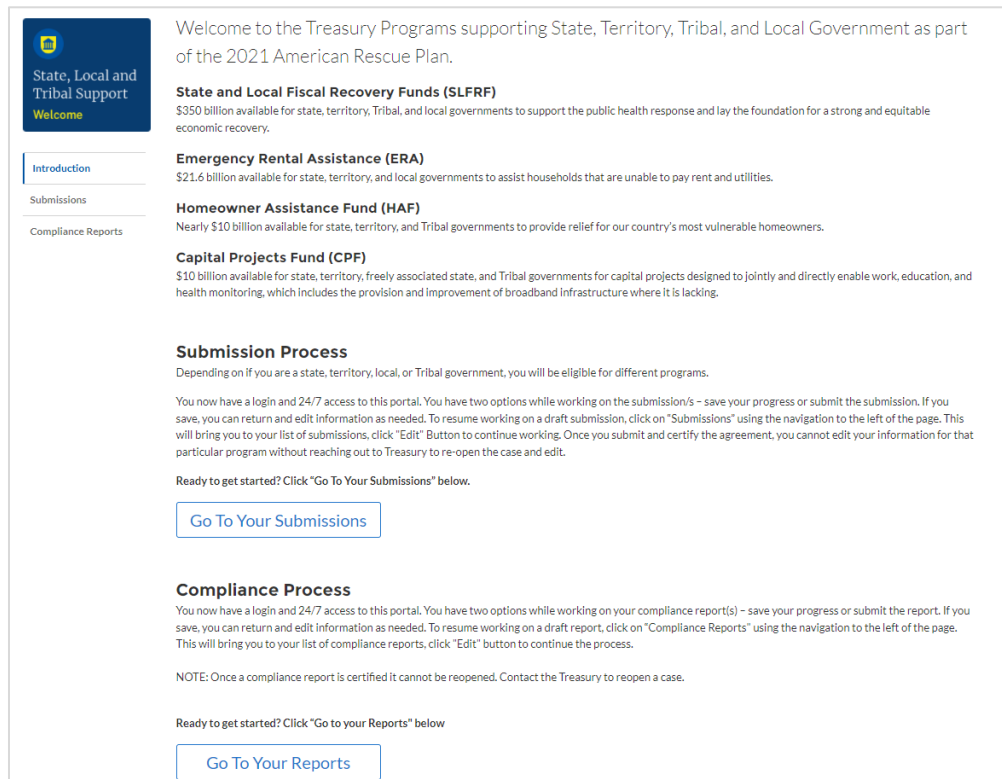 State, Local and
Tribal Support
Welcome
Introduction
Submissions
Compliance Reports
Welcome to the Treasury Programs supporting State, Territory, Tribal, and Local Government as part
of the 2021 American Rescue Plan.
State and Local Fiscal Recovery Funds (SLFRF)
$350 billion available for state, territory, Tribal, and local governments to support the public health response and lay the foundation for a strong and equitable
economic recovery.
Emergency Rental Assistance (ERA)
$21.6 billion available for state, territory, and local governments to assist households that are unable to pay rent and utilities.
Homeowner Assistance Fund (HAF)
Nearly $10 billion available for state, territory, and Tribal governments to provide relief for our country's most vulnerable homeowners.
Capital Projects Fund (CPF)
$10 billion available for state, territory, freely associated state, and Tribal governments for capital projects designed to jointly and directly enable work, education, and
health monitoring, which includes the provision and improvement of broadband infrastructure where it is lacking.
Submission Process
Depending on if you are a state, territory, local, or Tribal government, you will be eligible for different programs.
You now have a login and 24/7 access to this portal. You have two options while working on the submission/s – save your progress or submit the submission. If you
save, you can return and edit information as needed. To resume working on a draft submission, click on "Submissions" using the navigation to the left of the page. This
will bring you to your list of submissions, click "Edit" Button to continue working. Once you submit and certify the agreement, you cannot edit your information for that
particular program without reaching out to Treasury to re-open the case and edit.
Ready to get started? Click "Go To Your Submissions" below.
Go To Your Submissions
Compliance Process
You now have a login and 24/7 access to this portal. You have two options while working on your compliance report(s) – save your progress or submit the report. If you
save, you can return and edit information as needed. To resume working on a draft report, click on "Compliance Reports" using the navigation to the left of the page.
This will bring you to your list of compliance reports, click "Edit" button to continue the process.
NOTE: Once a compliance report is certified it cannot be reopened. Contact the Treasury to reopen a case.
Ready to get started? Click "Go to your Reports" below
Go To Your Reports